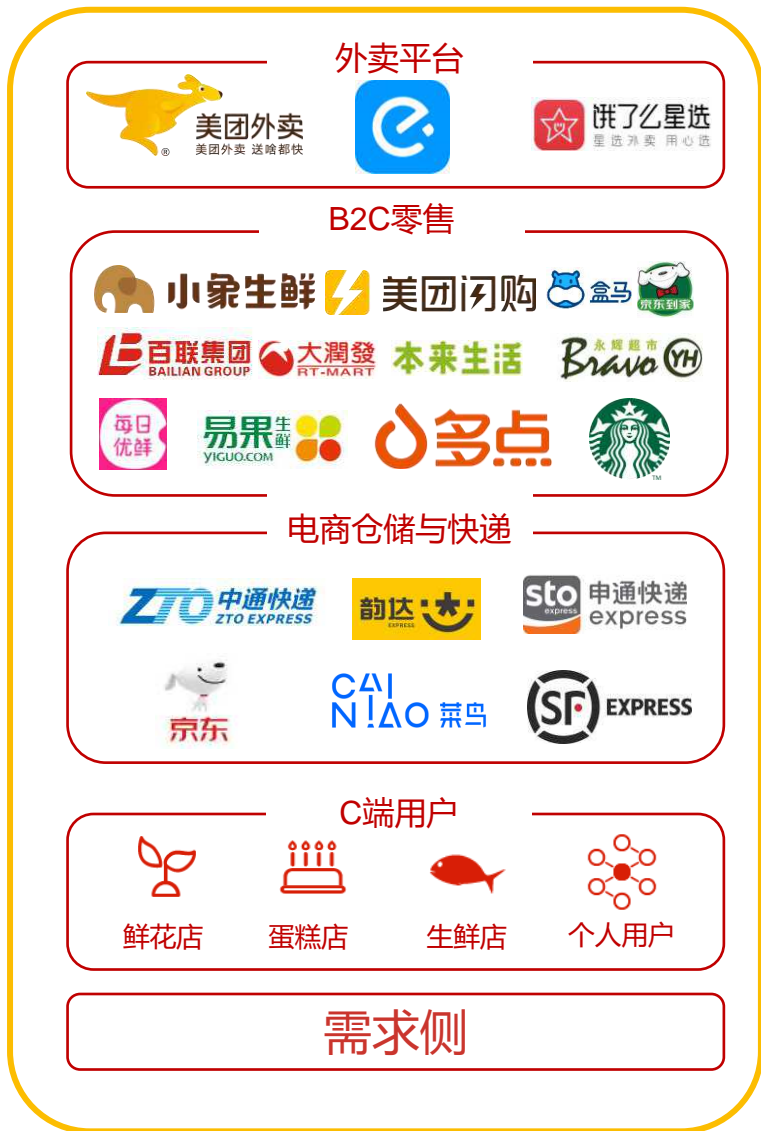 外卖平台
美团外卖
美团外卖 送啥都快
®
饿了么星选
星选外卖 用心选
B2C零售
小象生鲜
美团闪购
盒马
京东到家
百联集团
BAILIAN GROUP
大潤發
RT-MART
本来生活
永辉超市
Bravo YH
每日
优鲜
易果生鲜
YIGUO.COM
多点
TM
电商仓储与快递
ZTO 中通快递
ZTO EXPRESS
韵达
EXPRESS
sto
express
申通快递
express
京东
CAI
NIAO 菜鸟
SF EXPRESS
C端用户
鲜花店
蛋糕店
生鲜店
个人用户
需求侧